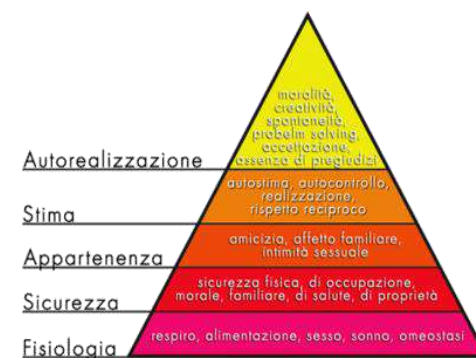 moralità,
creatività,
spontaneità,
probelm solving,
accettazione,
assenza di pregiudizi
Autorealizzazione
autostima, autocontrollo,
realizzazione,
rispetto reciproco
Stima
amicizia, affetto familiare,
intimità sessuale
Appartenenza
sicurezza fisica, di occupazione,
morale, familiare, di salute, di proprietà
Sicurezza
respiro, alimentazione, sesso, sonno, omeostasi
Fisiologia